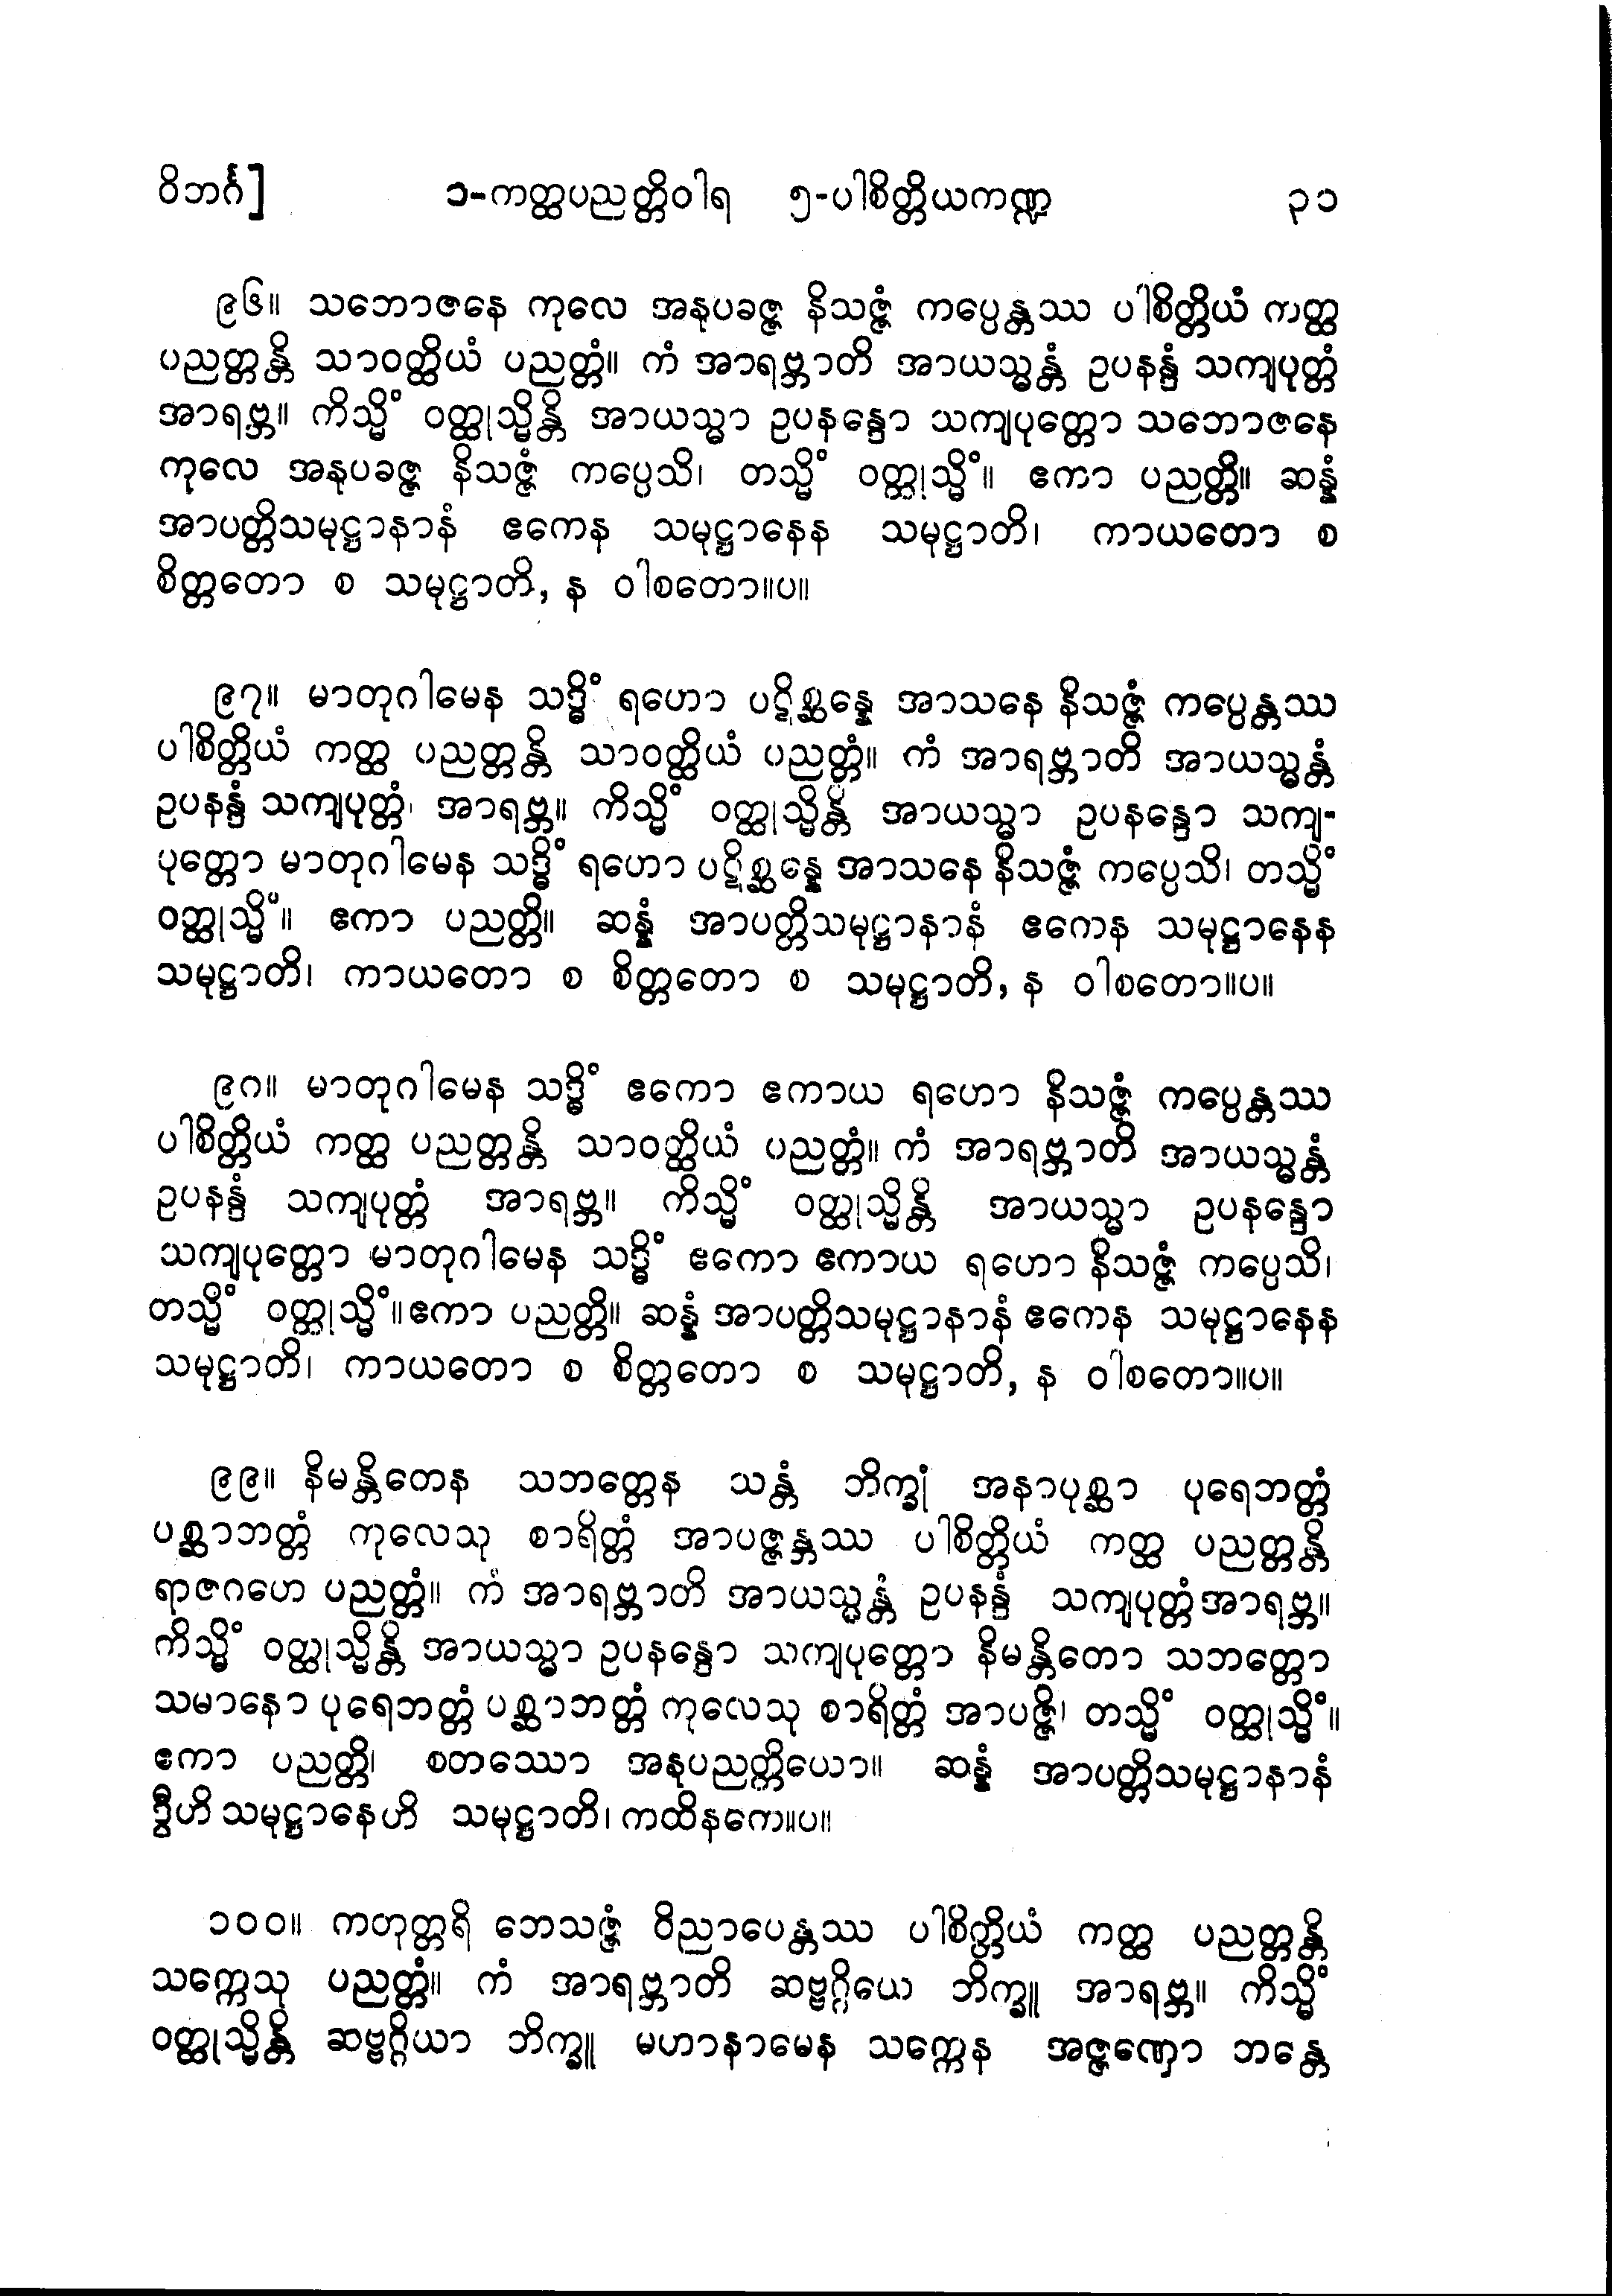 ဝိဘင်္ဂ] ၁-ကတ္ထပညတ္တိဝါရ ၅-ပါစိတ္တိယကဏ္ဍ ၃၁
၉၆။ သဘောဇနေ ကုလေ အနုပခဇ္ဇ နိသဇ္ဇံ ကပ္ပေန္တဿ ပါစိတ္တိယံ ကတ္ထ
ပညတ္တန္တိ သာဝတ္ထိယံ ပညတ္တံ။ ကံ အာရဗ္ဘာတိ အာယသ္မန္တံ ဥပနန္ဒံ သကျပုတ္တံ
အာရဗ္ဘ။ ကိသ္မိံ ဝတ္ထုသ္မိန္တိ အာယသ္မာ ဥပနန္ဒော သကျပုတ္တော သဘောဇနေ
ကုလေ အနုပခဇ္ဇ နိသဇ္ဇံ ကပ္ပေသိ၊ တသ္မိံ ဝတ္ထုသ္မိံ။ ဧကာ ပညတ္တိ။ ဆန္နံ
အာပတ္တိသမုဋ္ဌာနာနံ ဧကေန သမုဋ္ဌာနေန သမုဋ္ဌာတိ၊ ကာယတော စ
စိတ္တတော စ သမုဋ္ဌာတိ, န ဝါစတော။ပ။
၉၇။ မာတုဂါမေန သဒ္ဓိံ ရဟော ပဋိစ္ဆန္နေ အာသနေ နိသဇ္ဇံ ကပ္ပေန္တဿ
ပါစိတ္တိယံ ကတ္ထ ပညတ္တန္တိ သာဝတ္ထိယံ ပညတ္တံ။ ကံ အာရဗ္ဘာတိ အာယသ္မန္တံ
ဥပနန္ဒံ သကျပုတ္တံ အာရဗ္ဘ။ ကိသ္မိံ ဝတ္ထုသ္မိန္တိ အာယသ္မာ ဥပနန္ဒော သကျ-
ပုတ္တော မာတုဂါမေန သဒ္ဓိံ ရဟော ပဋိစ္ဆန္နေ အာသနေ နိသဇ္ဇံ ကပ္ပေသိ၊ တသ္မိံ
ဝတ္ထုသ္မိံ။ ဧကာ ပညတ္တိ။ ဆန္နံ အာပတ္တိသမုဋ္ဌာနာနံ ဧကေန သမုဋ္ဌာနေန
သမုဋ္ဌာတိ၊ ကာယတော စ စိတ္တတော စ သမုဋ္ဌာတိ, န ဝါစတော။ပ။
၉၈။ မာတုဂါမေန သဒ္ဓိံ ဧကော ဧကာယ ရဟော နိသဇ္ဇံ ကပ္ပေန္တဿ
ပါစိတ္တိယံ ကတ္ထ ပညတ္တန္တိ သာဝတ္ထိယံ ပညတ္တံ။ ကံ အာရဗ္ဘာတိ အာယသ္မန္တံ
ဥပနန္ဒံ သကျပုတ္တံ အာရဗ္ဘ။ ကိသ္မိံ ဝတ္ထုသ္မိန္တိ အာယသ္မာ ဥပနန္ဒော
သကျပုတ္တော မာတုဂါမေန သဒ္ဓိံ ဧကော ဧကာယ ရဟော နိသဇ္ဇံ ကပ္ပေသိ၊
တသ္မိံ ဝတ္ထုသ္မိံ။ ဧကာ ပညတ္တိ။ ဆန္နံ အာပတ္တိသမုဋ္ဌာနာနံ ဧကေန သမုဋ္ဌာနေန
သမုဋ္ဌာတိ၊ ကာယတော စ စိတ္တတော စ သမုဋ္ဌာတိ, န ဝါစတော။ပ။
၉၉။ နိမန္တိတေန သဘတ္တေန သန္တံ ဘိက္ခုံ အနာပုစ္ဆာ ပုရေဘတ္တံ
ပစ္ဆာဘတ္တံ ကုလေသု စာရိတ္တံ အာပဇ္ဇန္တဿ ပါစိတ္တိယံ ကတ္ထ ပညတ္တန္တိ
ရာဇဂဟေ ပညတ္တံ။ ကံ အာရဗ္ဘာတိ အာယသ္မန္တံ ဥပနန္ဒံ သကျပုတ္တံအာရဗ္ဘ။
ကိသ္မိံ ဝတ္ထုသ္မိန္တိ အာယသ္မာ ဥပနန္ဒော သကျပုတ္တော နိမန္တိတော သဘတ္တော
သမာနော ပုရေဘတ္တံ ပစ္ဆာဘတ္တံ ကုလေသု စာရိတ္တံ အာပဇ္ဇိ၊ တသ္မိံ ဝတ္ထုသ္မိံ။
ဧကာ ပညတ္တိ၊ စတဿော အနုပညတ္တိယော။ ဆန္နံ အာပတ္တိသမုဋ္ဌာနာနံ
ဒွီဟိ သမုဋ္ဌာနေဟိ သမုဋ္ဌာတိ၊ ကထိနကေ။ပ။
၁၀၀။ ကတုတ္တရိ ဘေသဇ္ဇံ ဝိညာပေန္တဿ ပါစိတ္တိယံ ကတ္ထ ပညတ္တန္တိ
သက္ကေသု ပညတ္တံ။ ကံ အာရဗ္ဘာတိ ဆဗ္ဗဂ္ဂိယေ ဘိက္ခူ အာရဗ္ဘ။ ကိသ္မိံ
ဝတ္ထုသ္မိန္တိ ဆဗ္ဗဂ္ဂိယာ ဘိက္ခူ မဟာနာမေန သက္ကေန အဇ္ဇဏှော ဘန္တေ